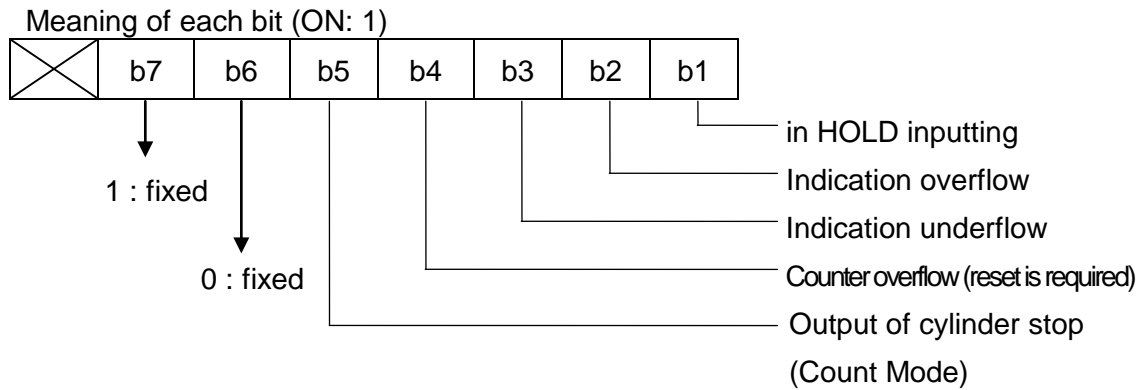 Meaning of each bit (ON: 1)
b7 b6 b5 b4 b3 b2 b1
in HOLD inputting
1 : fixed
Indication overflow
Indication underflow
0 : fixed
Counter overflow (reset is required)
Output of cylinder stop
(Count Mode)